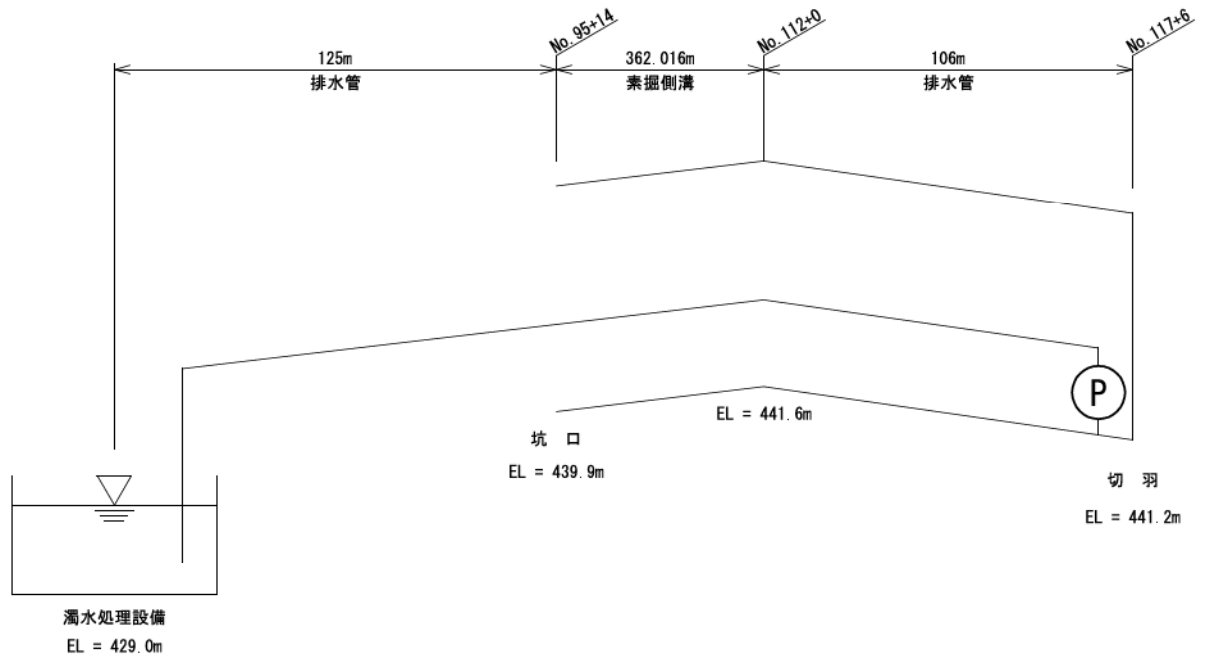 No.95+14
No.112+0
No.117+6
125m
362.016m
106m
排水管
素掘側溝
排水管
P
EL = 441.6m
坑 口
EL = 439.9m
切 羽
EL = 441.2m
濁水処理設備
EL = 429.0m